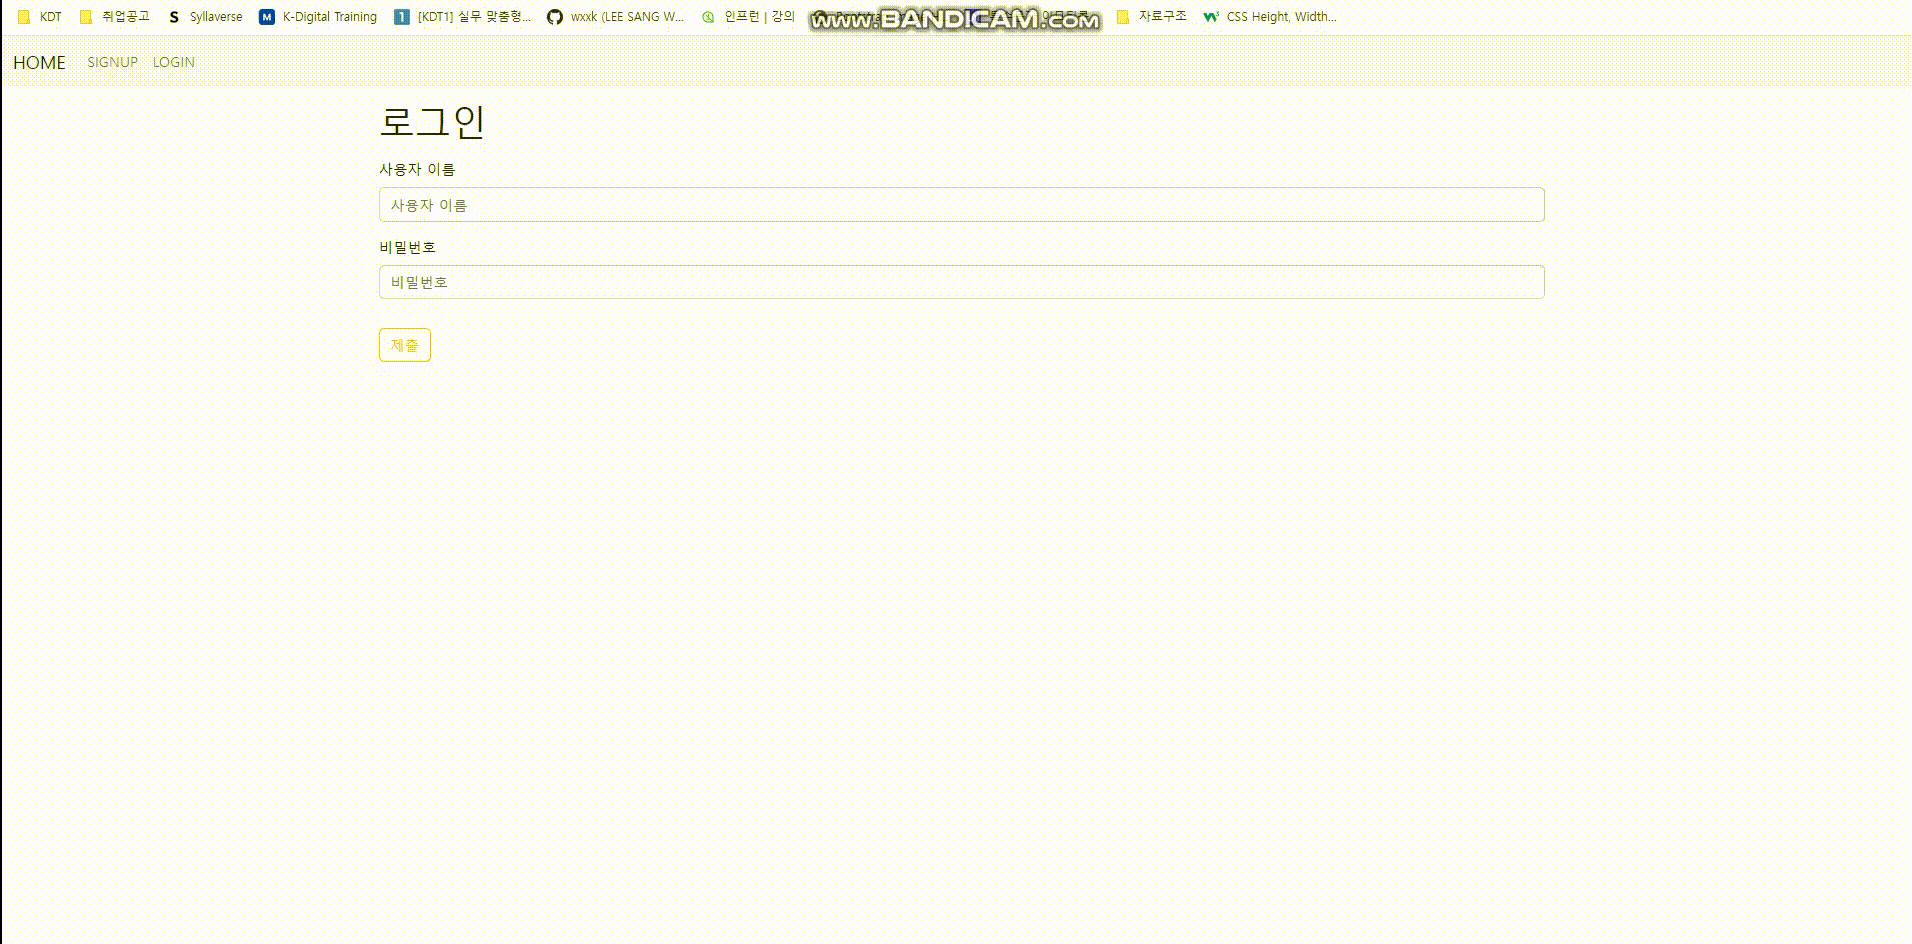 KDT 취업공고 S Syllaverse M K-Digital Training 1 [KDT1] 실무 맞춤형... wxxk (LEE SANG W... 인프런 | 강의 www.BANDICAM.com 자료구조 CSS Height, Width...
HOME SIGNUP LOGIN
로그인
사용자 이름
사용자 이름
비밀번호
비밀번호
제출